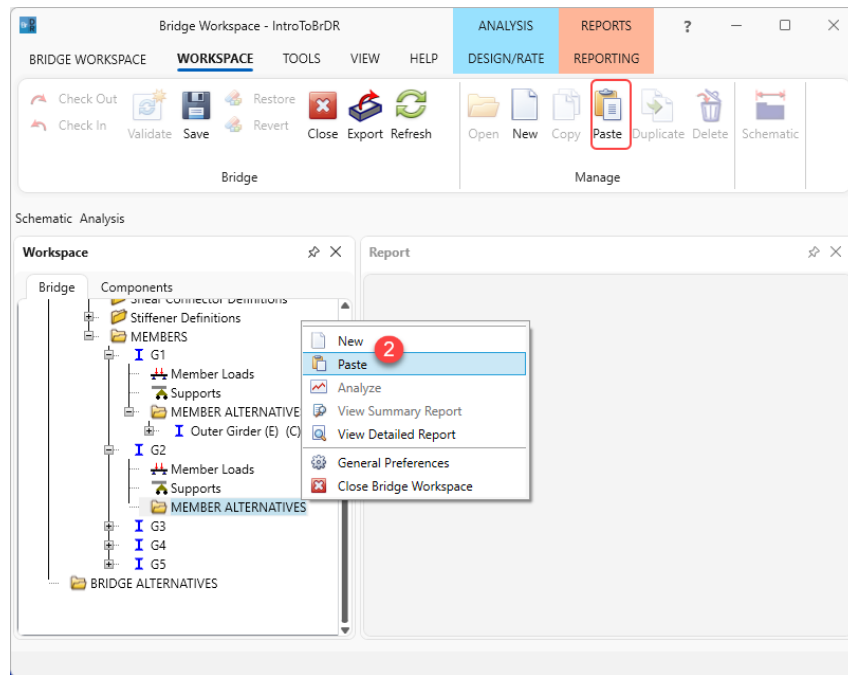 Bridge Workspace - IntroToBrDR
ANALYSIS
REPORTS
?
BRIDGE WORKSPACE
WORKSPACE
TOOLS
VIEW
HELP
DESIGN/RATE
REPORTING
Check Out
Check In
Validate
Save
Restore
Revert
Close
Export
Refresh
Open
New
Copy
Paste
Duplicate
Delete
Schematic
Bridge
Manage
Schematic Analysis
Workspace
Report
Bridge
Components
Shear Connector Definitions
Stiffener Definitions
MEMBERS
G1
Member Loads
Supports
MEMBER ALTERNATIVE
Outer Girder (E) (C)
G2
Member Loads
Supports
MEMBER ALTERNATIVES
G3
G4
G5
BRIDGE ALTERNATIVES
New
2
Paste
Analyze
View Summary Report
View Detailed Report
General Preferences
Close Bridge Workspace